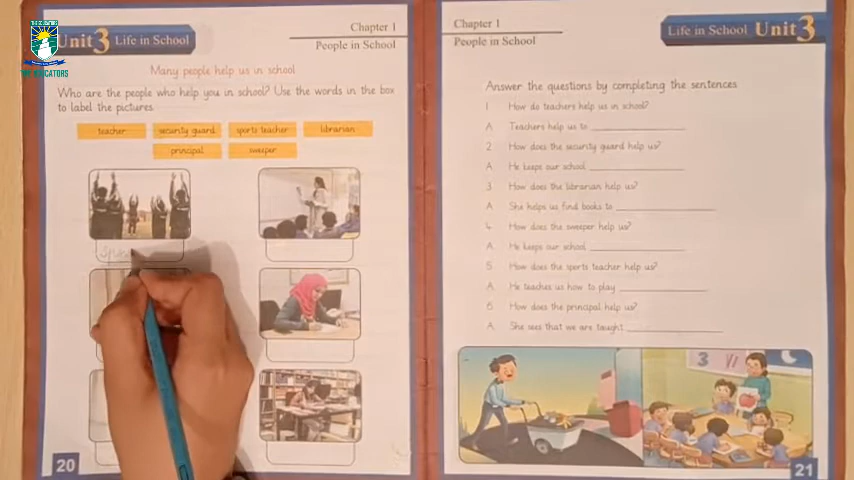 Unit 3 Life in School
Chapter 1
People in School
Many people help us in school
Who are the people who help you in school? Use the words in the box
to label the pictures
teacher security guard sports teacher librarian
principal sweeper
20
Chapter 1
People in School
Life in School Unit 3
Answer the questions by completing the sentences
1 How do teachers help us in school?
A. Teachers help us to
2 How does the security guard help us?
A. He keeps our school
3 How does the librarian help us?
A. She helps us find books to
4. How does the sweeper help us?
A. He keeps our school
5. How does the sports teacher help us?
A. He teaches us how to play
6 How does the principal help us?
A. She sees that we are taught
3
21